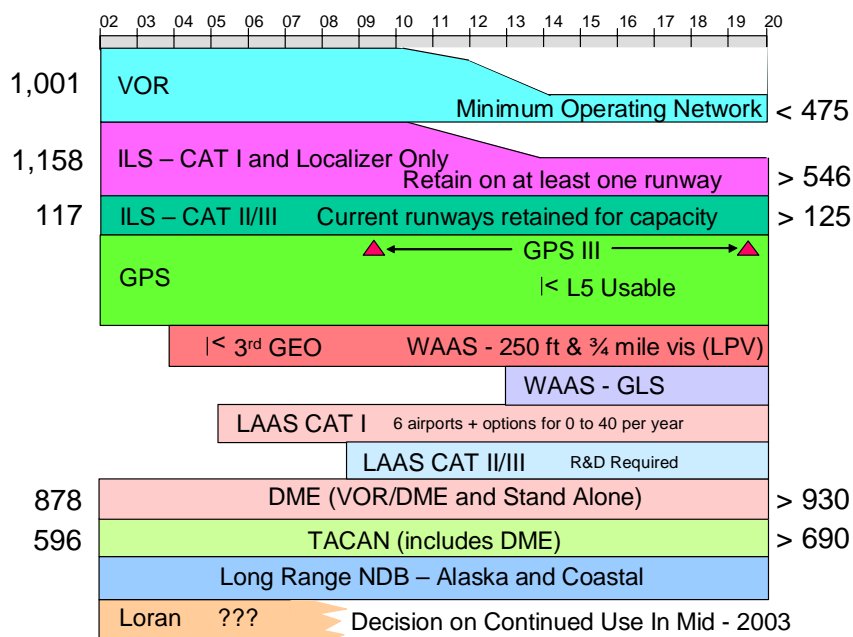 02 03 04 05 06 07 08 09 10 11 12 13 14 15 16 17 18 19 20
1,001 VOR
Minimum Operating Network < 475
1,158 ILS – CAT I and Localizer Only
Retain on at least one runway > 546
117 ILS – CAT II/III Current runways retained for capacity > 125
GPS III
GPS
|< L5 Usable
|< 3rd GEO WAAS - 250 ft & ¾ mile vis (LPV)
WAAS - GLS
LAAS CAT I 6 airports + options for 0 to 40 per year
LAAS CAT II/III R&D Required
878 DME (VOR/DME and Stand Alone) > 930
596 TACAN (includes DME) > 690
Long Range NDB – Alaska and Coastal
Loran ??? Decision on Continued Use In Mid - 2003